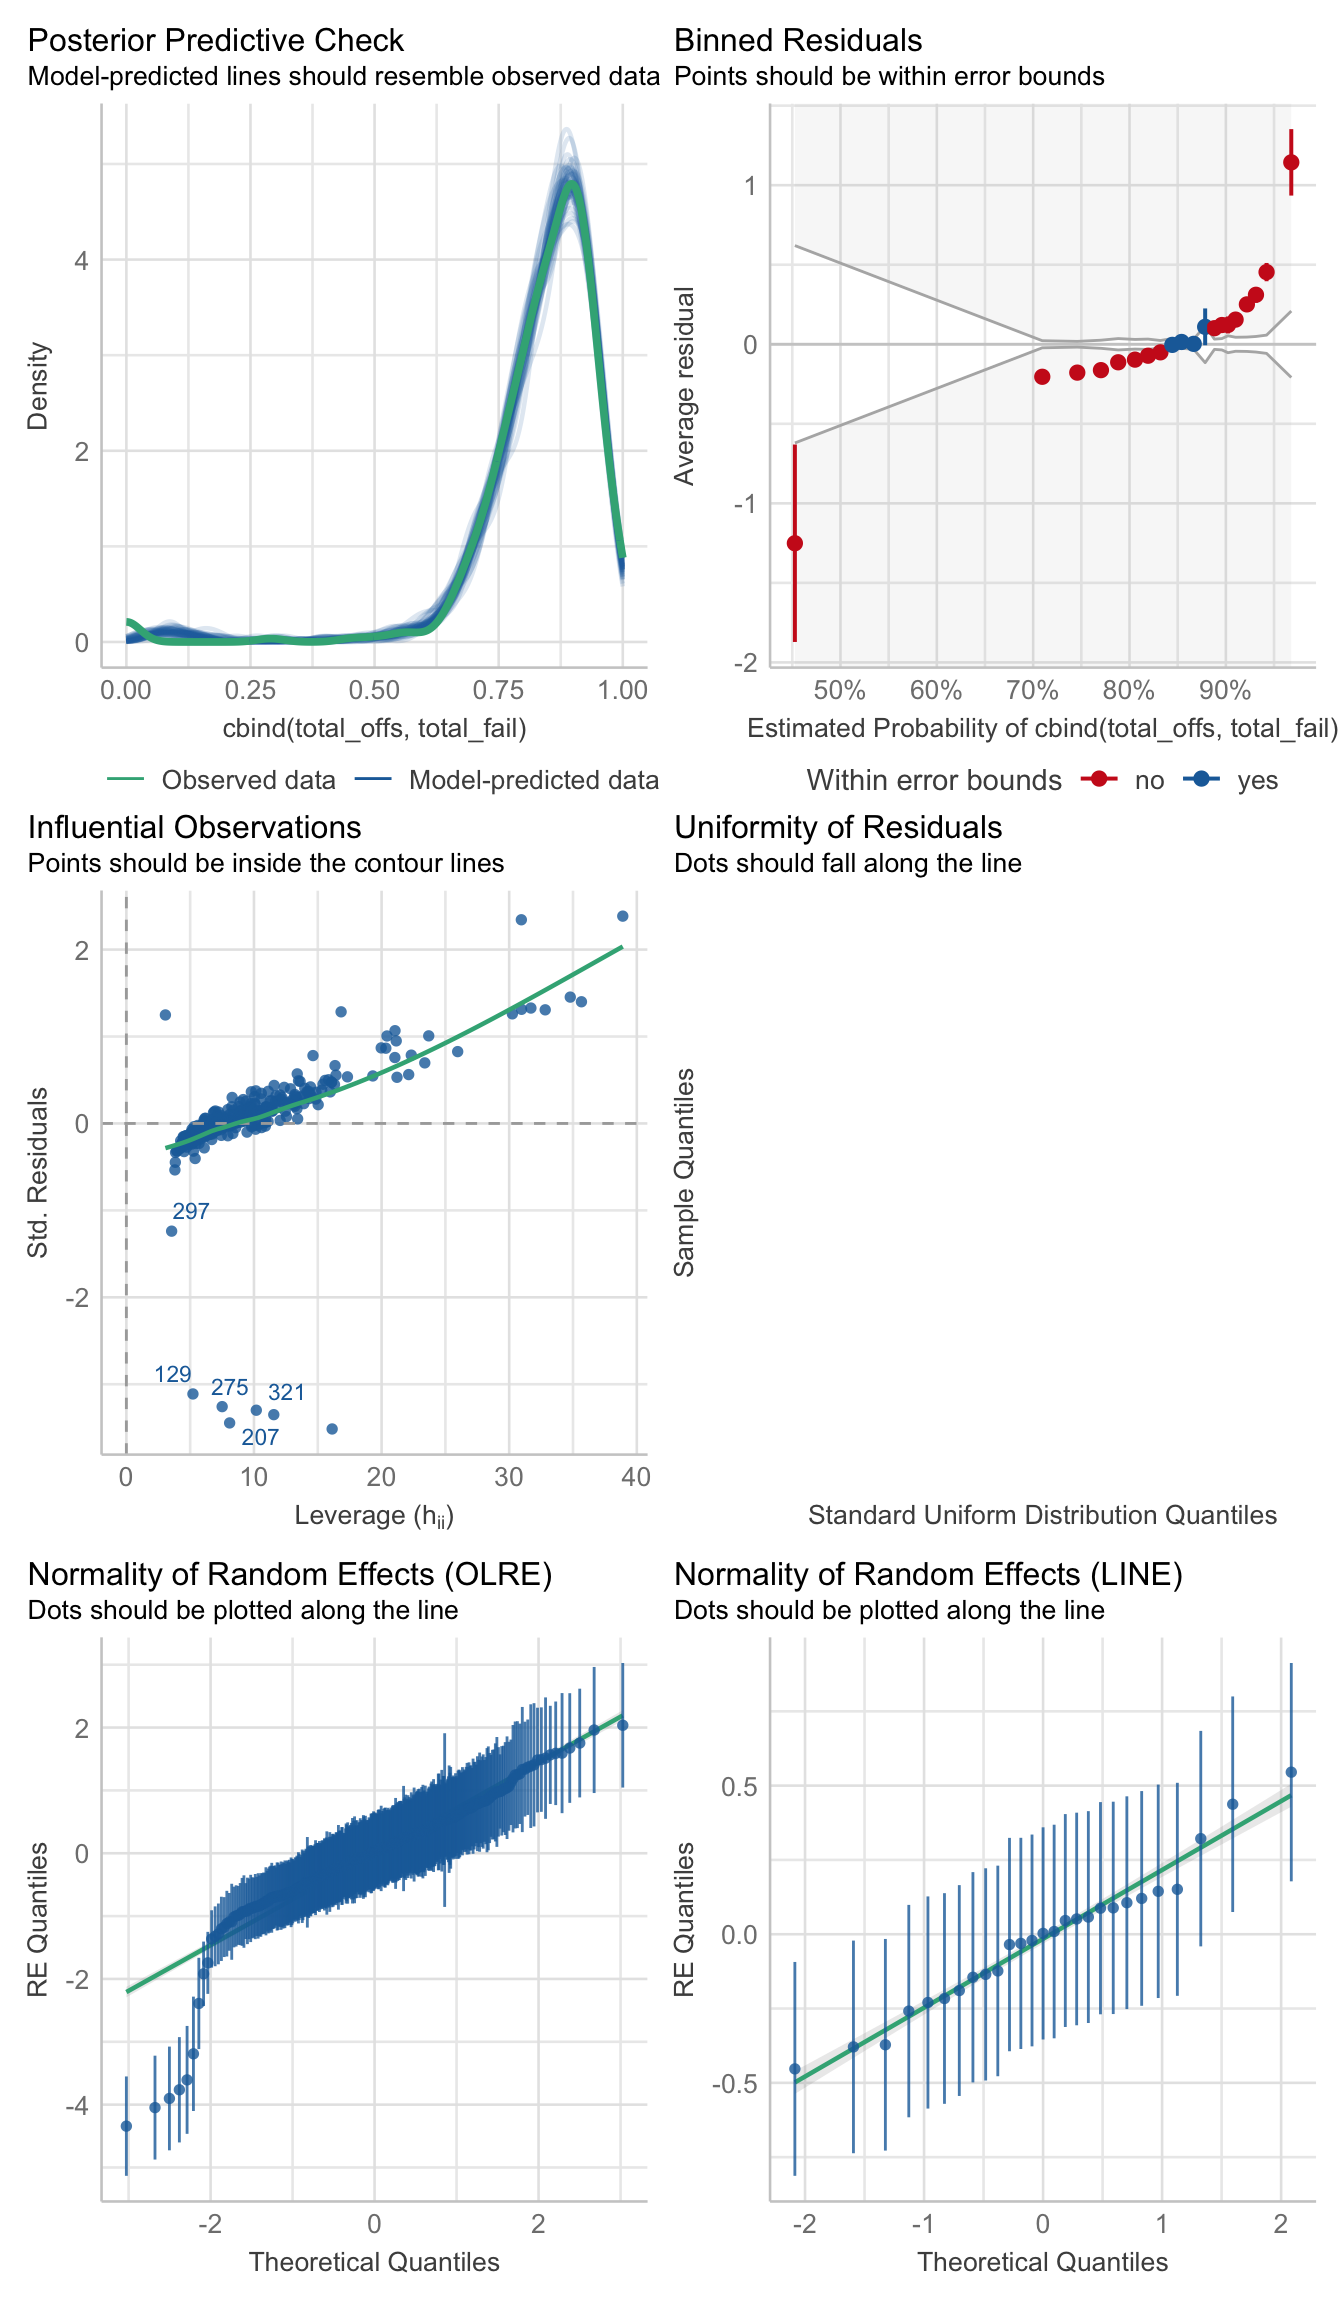 Posterior Predictive Check
Model-predicted lines should resemble observed data
Density
4
2
0
0.00 0.25 0.50 0.75 1.00
cbind(total_offs, total_fail)
Observed data Model-predicted data
Binned Residuals
Points should be within error bounds
Average residual
1
0
-1
-2
50% 60% 70% 80% 90%
Estimated Probability of cbind(total_offs, total_fail)
Within error bounds no yes
Influential Observations
Points should be inside the contour lines
Std. Residuals
2
0
-2
297
129
275
321
207
0 10 20 30 40
Leverage (hii)
Uniformity of Residuals
Dots should fall along the line
Sample Quantiles
Standard Uniform Distribution Quantiles
Normality of Random Effects (OLRE)
Dots should be plotted along the line
RE Quantiles
2
0
-2
-4
-2 0 2
Theoretical Quantiles
Normality of Random Effects (LINE)
Dots should be plotted along the line
RE Quantiles
0.5
0.0
-0.5
-2 -1 0 1 2
Theoretical Quantiles